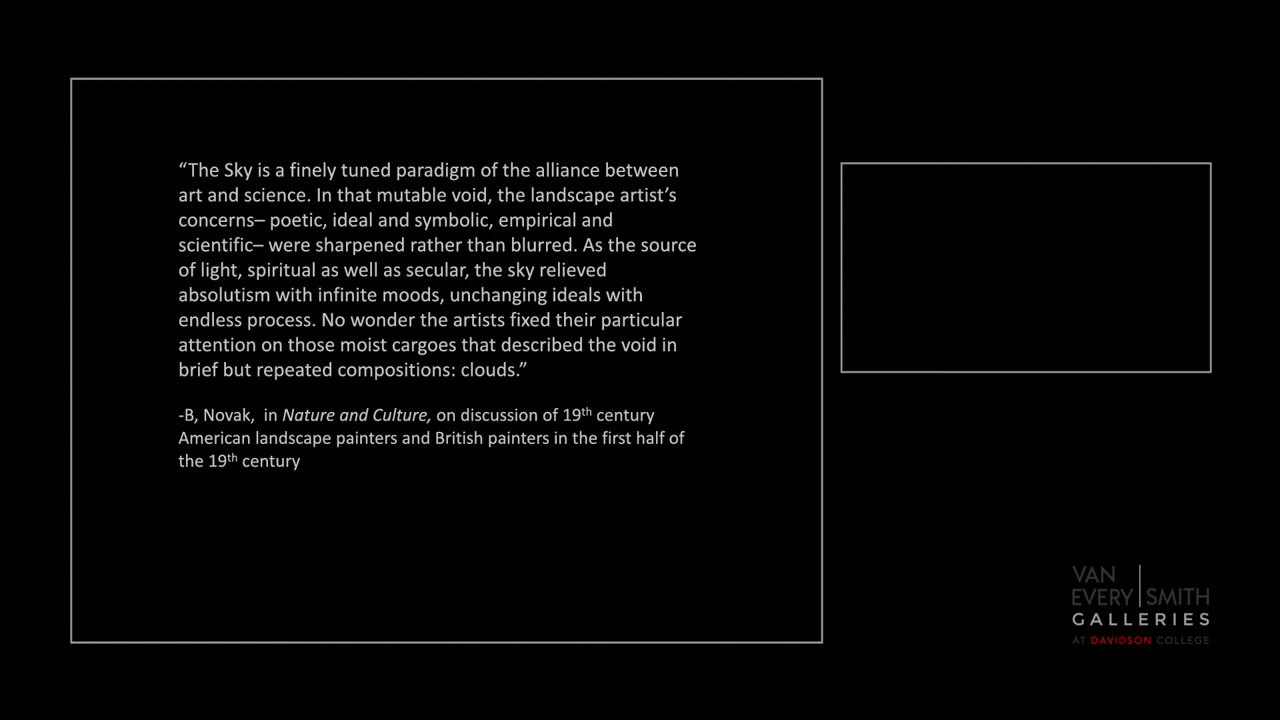 “The Sky is a finely tuned paradigm of the alliance between
art and science. In that mutable void, the landscape artist’s
concerns– poetic, ideal and symbolic, empirical and
scientific– were sharpened rather than blurred. As the source
of light, spiritual as well as secular, the sky relieved
absolutism with infinite moods, unchanging ideals with
endless process. No wonder the artists fixed their particular
attention on those moist cargoes that described the void in
brief but repeated compositions: clouds.”
-B, Novak, in Nature and Culture, on discussion of 19th century
American landscape painters and British painters in the first half of
the 19th century
VAN
EVERY SMITH
GALLERIES
AT DAVIDSON COLLEGE